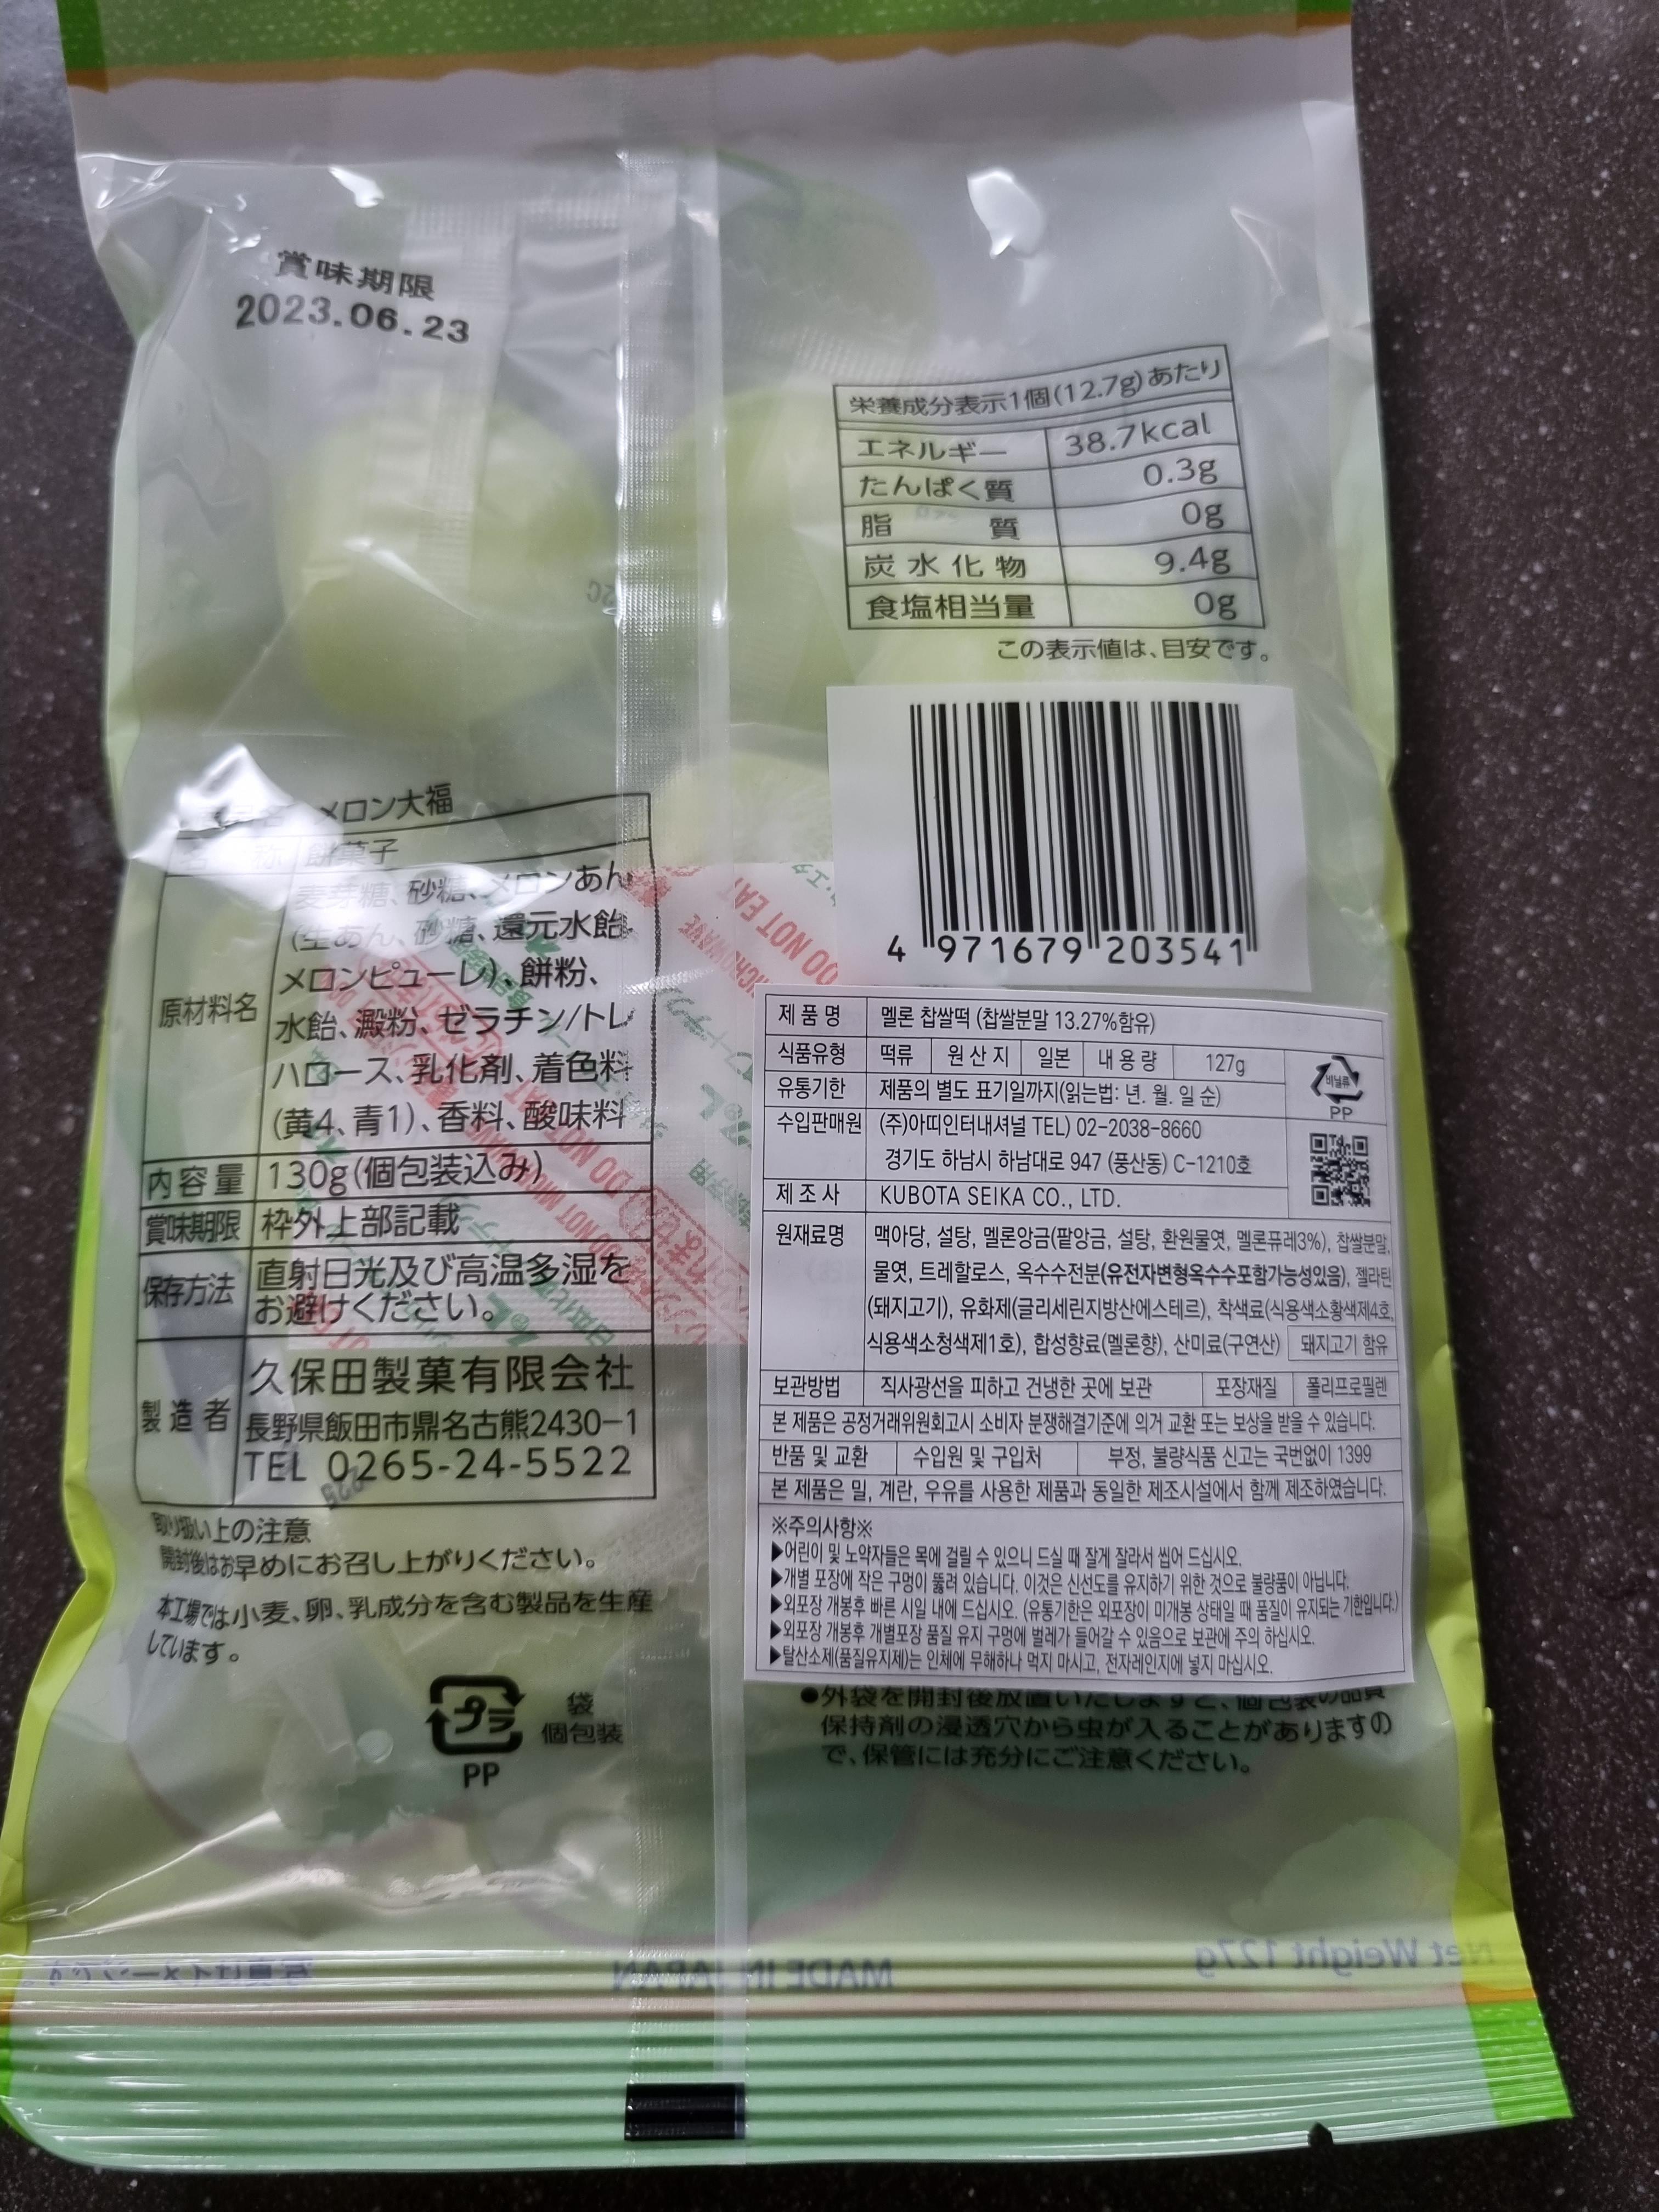 賞味期限
2023.06.23
栄養成分表示1個(12.7g)あたり
エネルギー 38.7kcal
たんぱく質 0.3g
脂質 0g
炭水化物 9.4g
食塩相当量 0g
この表示値は、目安です。
4 971679 203541
メロン大福
名称 餅菓子
原材料名 麦芽糖、砂糖、メロンあん
(生あん、砂糖、還元水飴、
メロンピューレ)、餅粉、
水飴、澱粉、ゼラチン/トレ
ハロース、乳化剤、着色料
(黄4、青1)、香料、酸味料
内容量 130g(個包装込み)
賞味期限 枠外上部記載
保存方法 直射日光及び高温多湿を
お避けください。
製造者 久保田製菓有限会社
長野県飯田市鼎名古熊2430-1
TEL 0265-24-5522
取り扱い上の注意
開封後はお早めにお召し上がりください。
本工場では小麦、卵、乳成分を含む製品を生産
しています。
プラ
PP
袋
個包装
DO NOT EAT
제품명 멜론 찹쌀떡 (찹쌀분말 13.27%함유)
식품유형 떡류 원산지 일본 내용량 127g
유통기한 제품의 별도 표기일까지(읽는법: 년. 월. 일 순)
수입판매원 (주)아띠인터내셔널 TEL) 02-2038-8660
경기도 하남시 하남대로 947 (풍산동) C-1210호
제조사 KUBOTA SEIKA CO., LTD.
비닐류
PP
원재료명 맥아당, 설탕, 멜론앙금(팥앙금, 설탕, 환원물엿, 멜론퓨레3%), 찹쌀분말,
물엿, 트레할로스, 옥수수전분(유전자변형옥수수포함가능성있음), 젤라틴
(돼지고기), 유화제(글리세린지방산에스테르), 착색료(식용색소황색제4호,
식용색소청색제1호), 합성향료(멜론향), 산미료(구연산) 돼지고기 함유
보관방법 직사광선을 피하고 건냉한 곳에 보관 포장재질 폴리프로필렌
본 제품은 공정거래위원회고시 소비자 분쟁해결기준에 의거 교환 또는 보상을 받을 수 있습니다.
반품 및 교환 수입원 및 구입처 부정, 불량식품 신고는 국번없이 1399
본 제품은 밀, 계란, 우유를 사용한 제품과 동일한 제조시설에서 함께 제조하였습니다.
※주의사항※
▶어린이 및 노약자들은 목에 걸릴 수 있으니 드실 때 잘게 잘라서 씹어 드십시오.
▶개별 포장에 작은 구멍이 뚫려 있습니다. 이것은 신선도를 유지하기 위한 것으로 불량품이 아닙니다.
▶외포장 개봉후 빠른 시일 내에 드십시오. (유통기한은 외포장이 미개봉 상태일 때 품질이 유지되는 기한입니다.)
▶외포장 개봉후 개별포장 품질 유지 구멍에 벌레가 들어갈 수 있음으로 보관에 주의 하십시오.
▶탈산소제(품질유지제)는 인체에 무해하나 먹지 마시고, 전자레인지에 넣지 마십시오.
●外袋を開封後放置いたしますと、個包装の品質
保持剤の浸透穴から虫が入ることがありますの
で、保管には充分にご注意ください。
写真はイメージです。
MADE IN JAPAN
Net Weight 127g